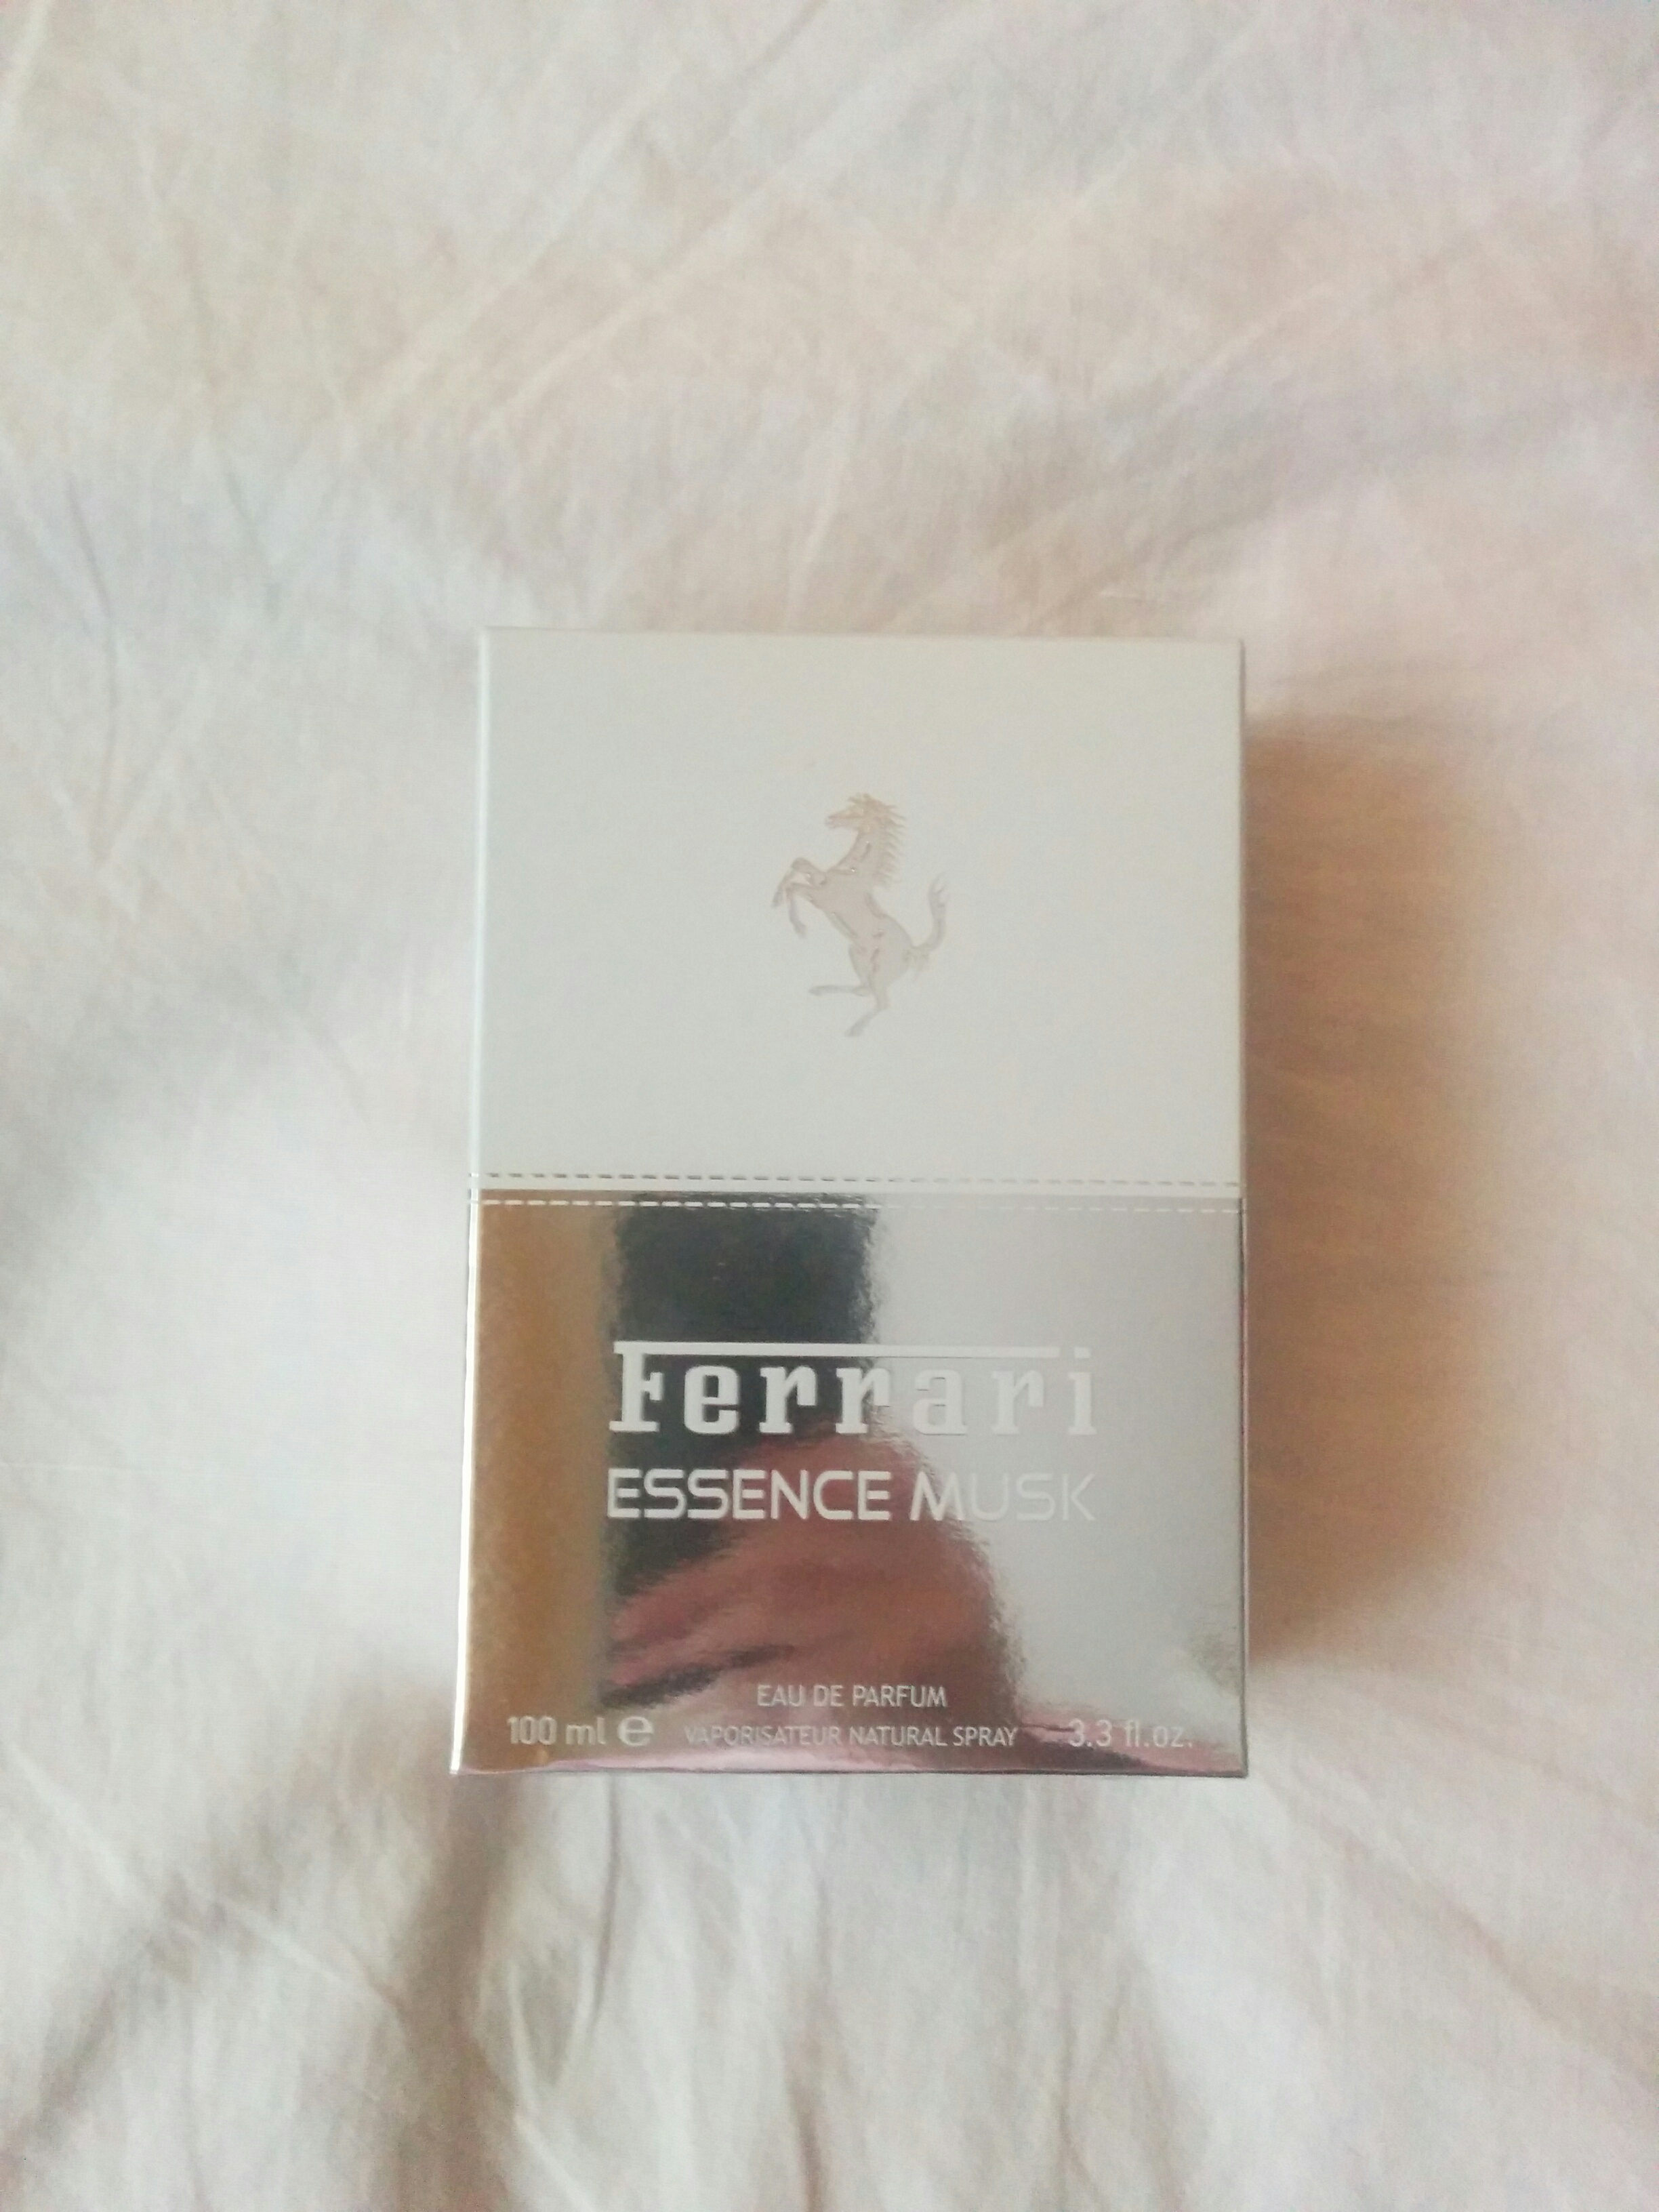 Ferrari
ESSENCE MUSK
EAU DE PARFUM
100 ml e VAPORISATEUR NATURAL SPRAY 3.3 fl.oz.